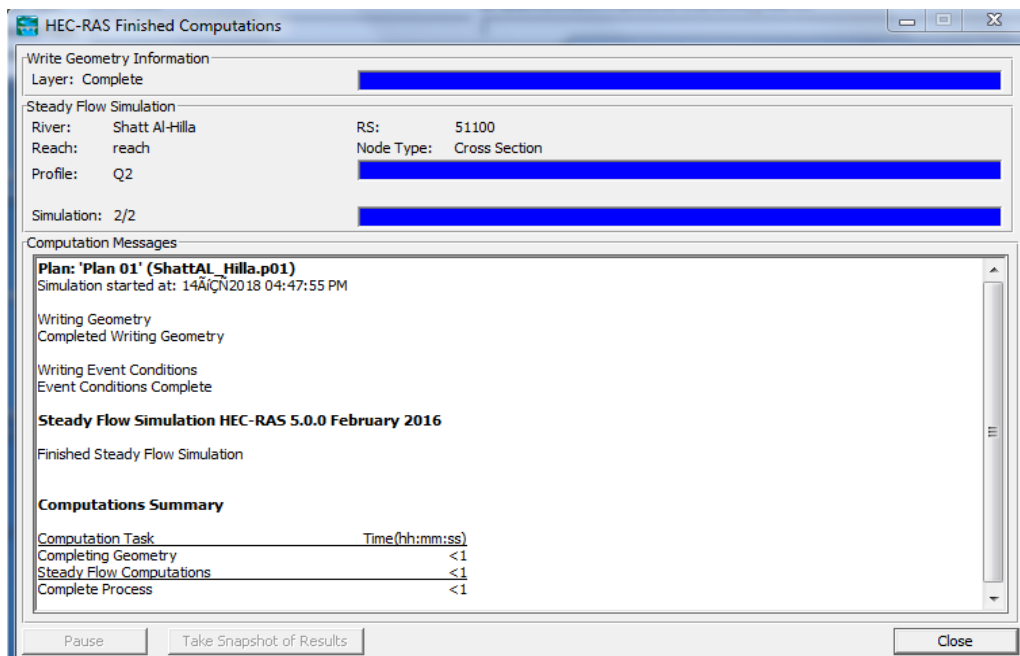 HEC-RAS Finished Computations
Write Geometry Information
Layer: Complete
Steady Flow Simulation
River: Shatt Al-Hilla RS: 51100
Reach: reach Node Type: Cross Section
Profile: Q2
Simulation: 2/2
Computation Messages
Plan: 'Plan 01' (ShattAL_Hilla.p01)
Simulation started at: 14ÃíÇÑ2018 04:47:55 PM
Writing Geometry
Completed Writing Geometry
Writing Event Conditions
Event Conditions Complete
Steady Flow Simulation HEC-RAS 5.0.0 February 2016
Finished Steady Flow Simulation
Computations Summary
Computation Task Time(hh:mm:ss)
Completing Geometry <1
Steady Flow Computations <1
Complete Process <1
Pause Take Snapshot of Results Close